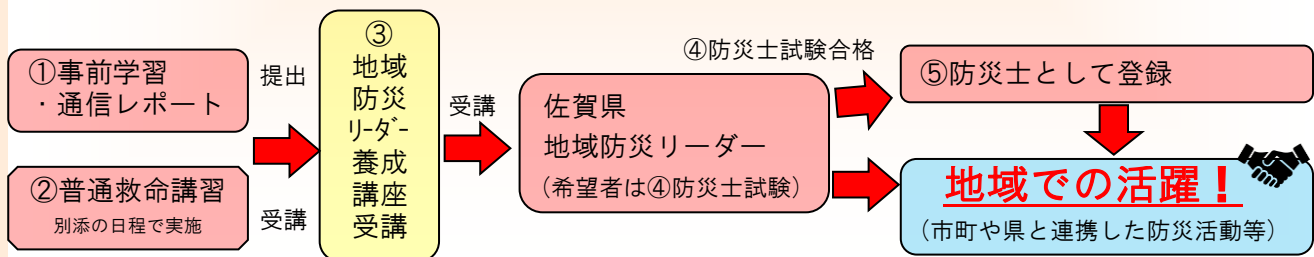 ①事前学習
・通信レポート
提出
②普通救命講習
別添の日程で実施
受講
③
地域
防災
ﾘｰﾀﾞｰ
養成
講座
受講
受講
佐賀県
地域防災リーダー
(希望者は④防災士試験)
④防災士試験合格
⑤防災士として登録
地域での活躍！
(市町や県と連携した防災活動等)